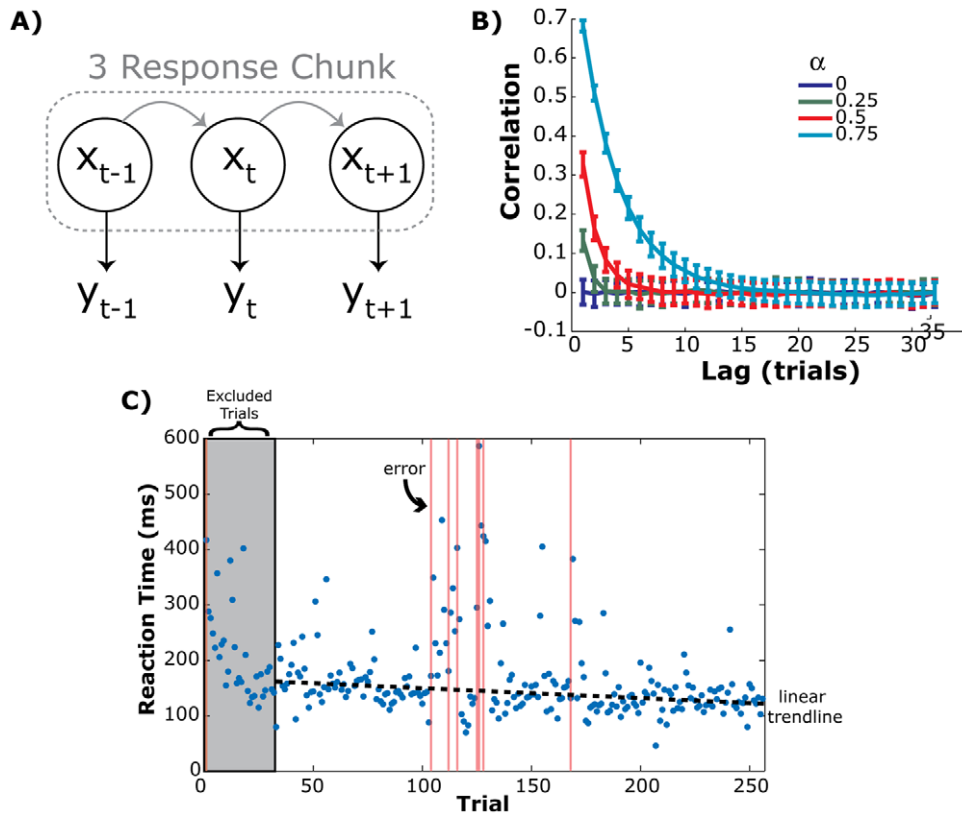 A)
3 Response Chunk
x t-1 x t x t+1
y t-1 y t y t+1
B)
0.7
0.6
0.5
0.4
0.3
0.2
0.1
0
-0.1
Correlation
α
0
0.25
0.5
0.75
0 5 10 15 20 25 30 35
Lag (trials)
C)
Excluded
Trials
600
500
400
300
200
100
0
Reaction Time (ms)
error
linear
trendline
0 50 100 150 200 250
Trial